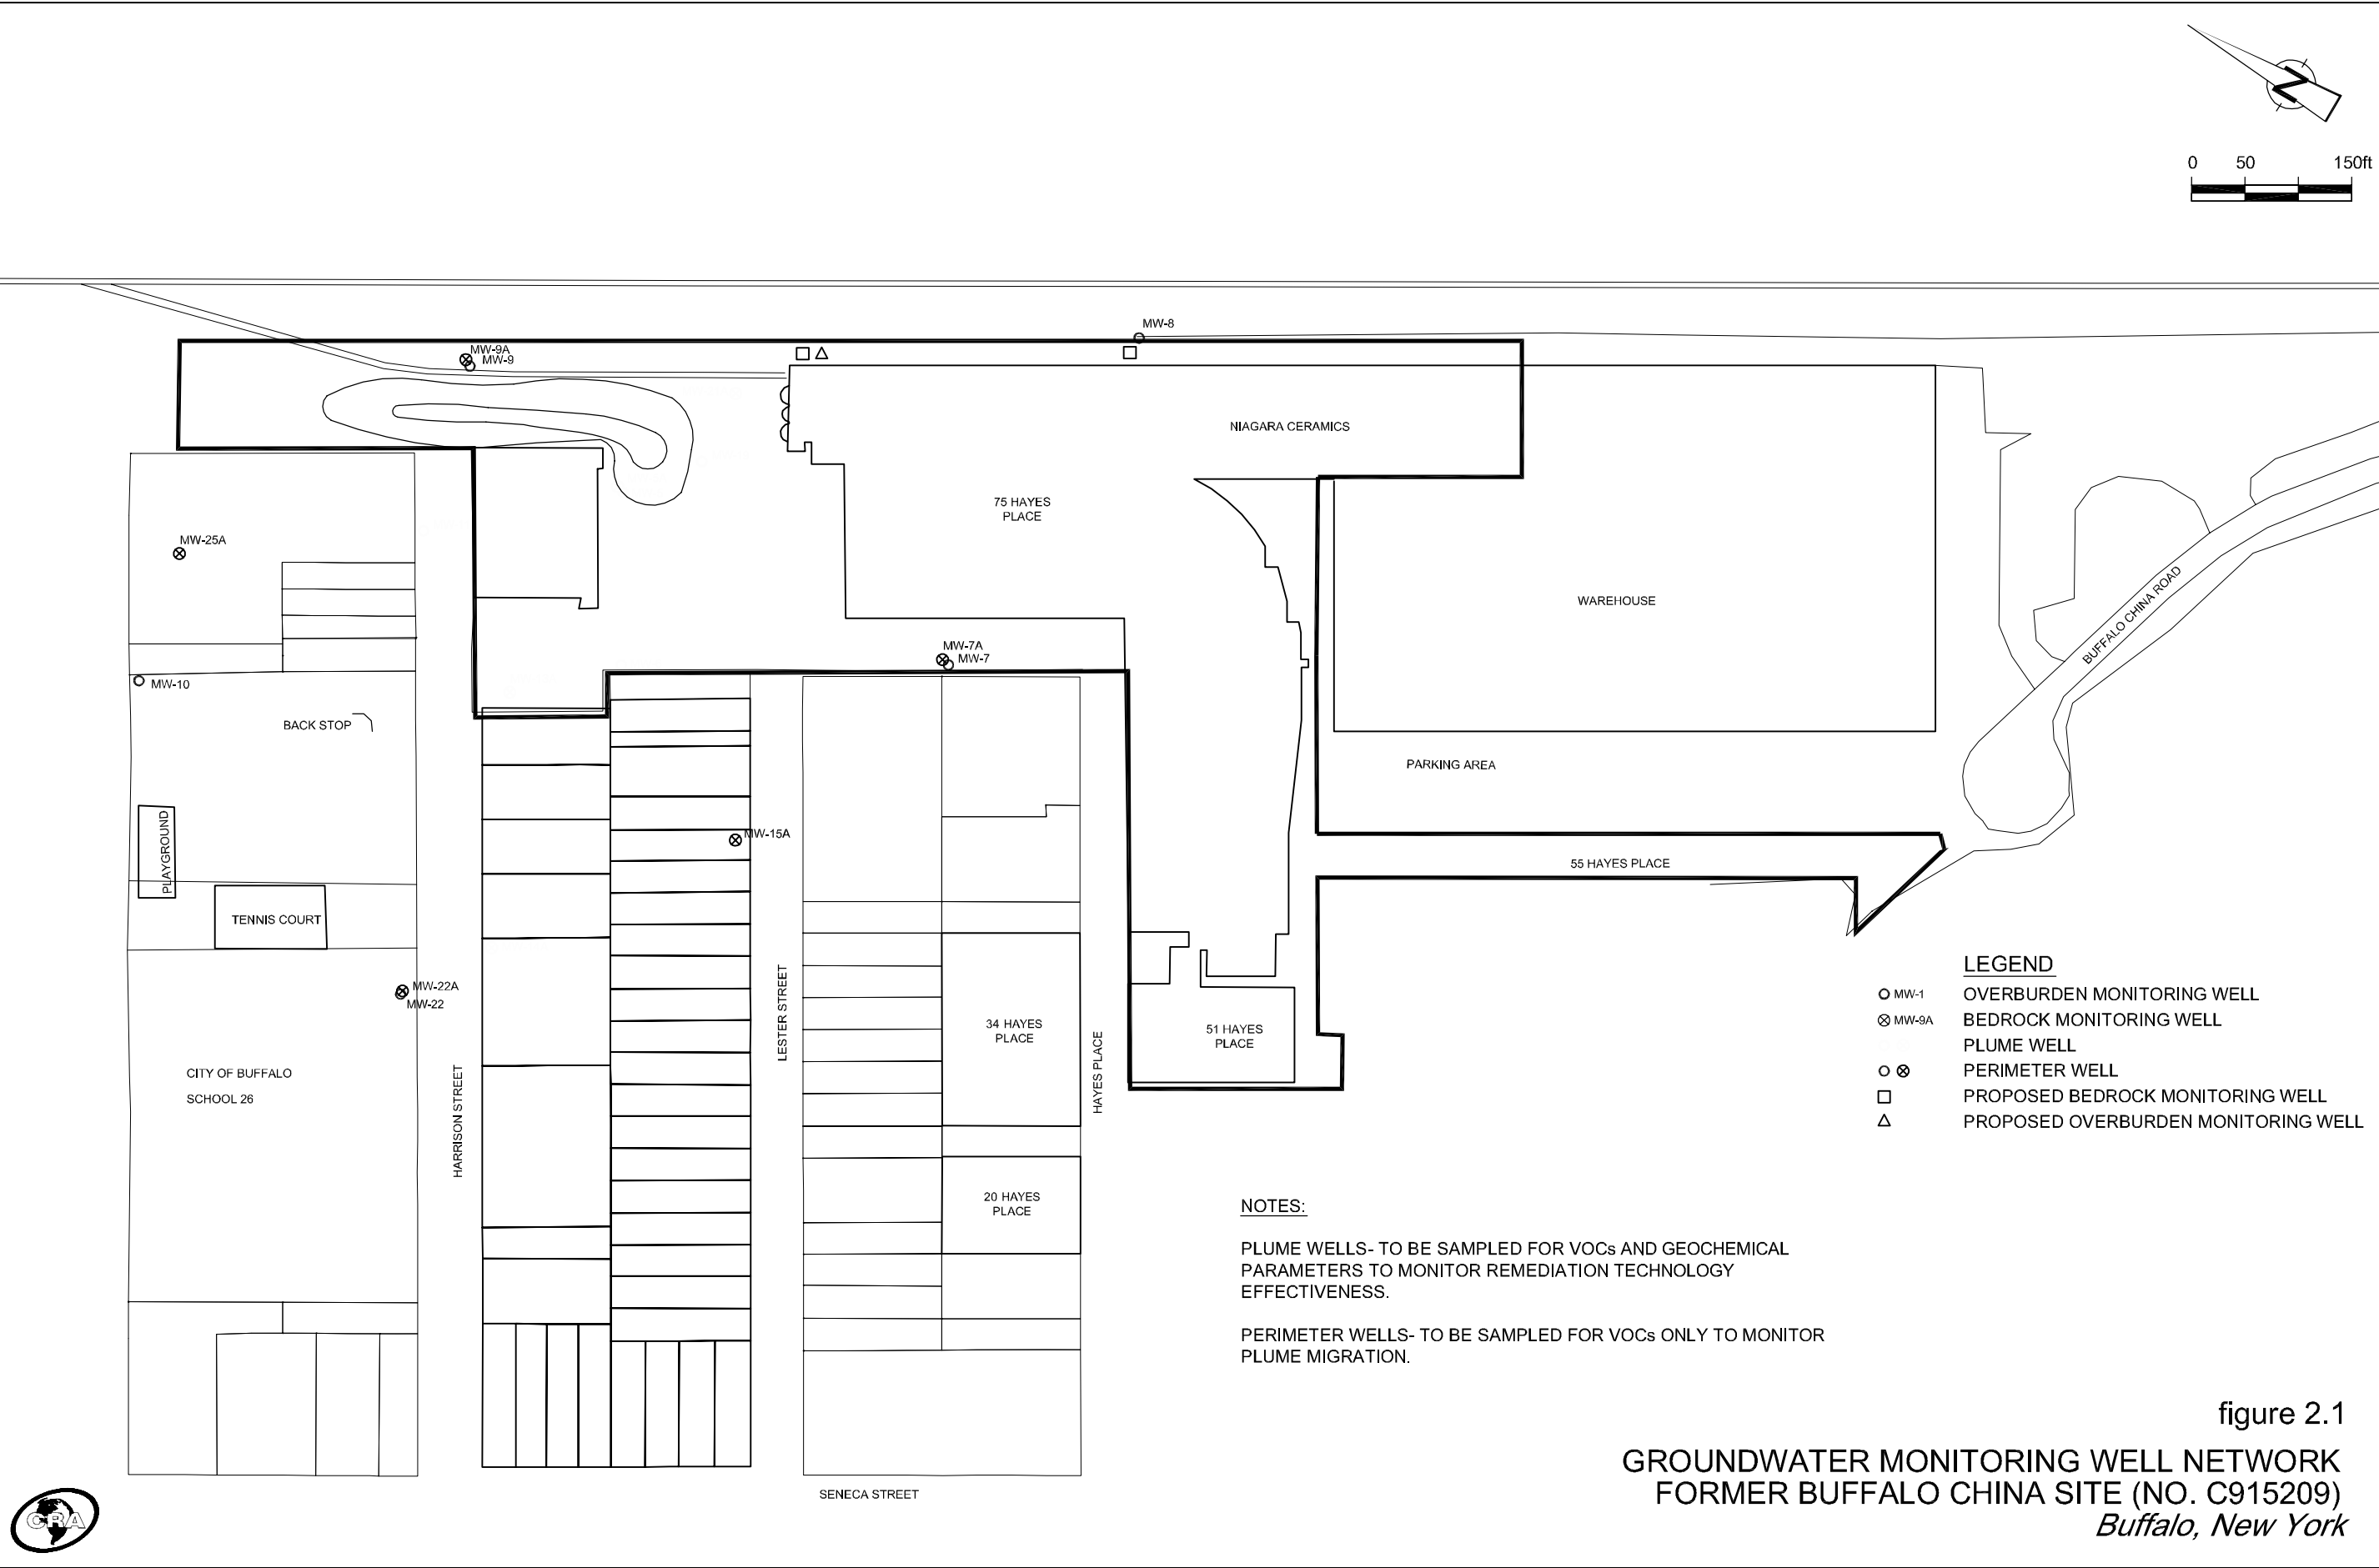 N
0 50 150ft
MW-8
MW-9A
MW-9
NIAGARA CERAMICS
75 HAYES
PLACE
MW-25A
WAREHOUSE
BUFFALO CHINA ROAD
MW-7A
MW-7
MW-10
BACK STOP
PARKING AREA
PLAYGROUND
MW-15A
55 HAYES PLACE
TENNIS COURT
MW-22A
MW-22
LESTER STREET
34 HAYES
PLACE
51 HAYES
PLACE
HAYES PLACE
CITY OF BUFFALO
SCHOOL 26
HARRISON STREET
20 HAYES
PLACE
SENECA STREET
LEGEND
MW-1 OVERBURDEN MONITORING WELL
MW-9A BEDROCK MONITORING WELL
PLUME WELL
PERIMETER WELL
PROPOSED BEDROCK MONITORING WELL
PROPOSED OVERBURDEN MONITORING WELL
NOTES:
PLUME WELLS- TO BE SAMPLED FOR VOCs AND GEOCHEMICAL
PARAMETERS TO MONITOR REMEDIATION TECHNOLOGY
EFFECTIVENESS.
PERIMETER WELLS- TO BE SAMPLED FOR VOCs ONLY TO MONITOR
PLUME MIGRATION.
figure 2.1
GROUNDWATER MONITORING WELL NETWORK
FORMER BUFFALO CHINA SITE (NO. C915209)
Buffalo, New York
CRA